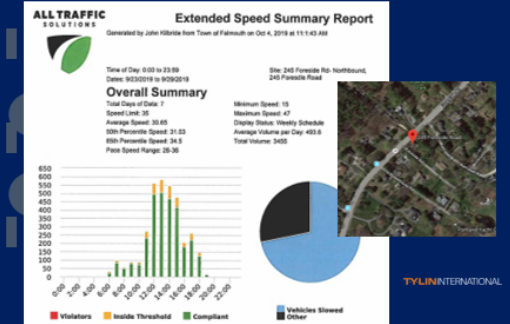 ALL TRAFFIC
SOLUTIONS
Extended Speed Summary Report
Generated by John Kilbride from Town of Falmouth on Oct 4, 2019 at 11:1:43 AM
Time of Day: 0:00 to 23:59
Dates: 9/23/2019 to 9/29/2019
Site: 245 Foreside Rd- Northbound,
245 Foreside Road
Overall Summary
Total Days of Data: 7
Speed Limit: 35
Average Speed: 30.65
50th Percentile Speed: 31.03
85th Percentile Speed: 34.5
Pace Speed Range: 26-36
Minimum Speed: 15
Maximum Speed: 47
Display Status: Weekly Schedule
Average Volume per Day: 493.6
Total Volume: 3455
650
600
550
500
450
400
350
300
250
200
150
100
50
0
0:00 2:00 4:00 6:00 8:00 10:00 12:00 14:00 16:00 18:00 20:00 22:00
Violators Inside Threshold Compliant
Vehicles Slowed
Other
TYLININTERNATIONAL